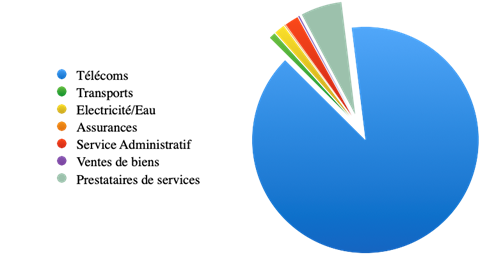 Télécoms
Transports
Electricité/Eau
Assurances
Service Administratif
Ventes de biens
Prestataires de services